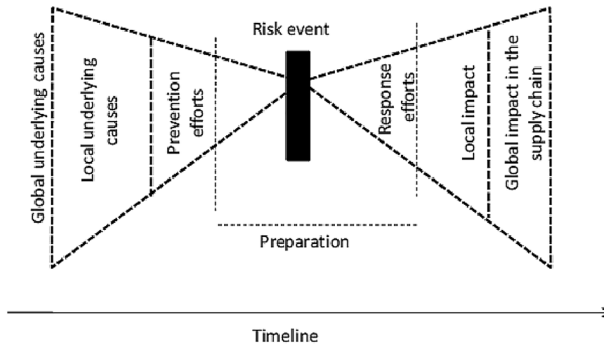 Risk event
Global underlying causes
Local underlying
causes
Prevention
efforts
Response
efforts
Local impact
Global impact in the
supply chain
Preparation
Timeline